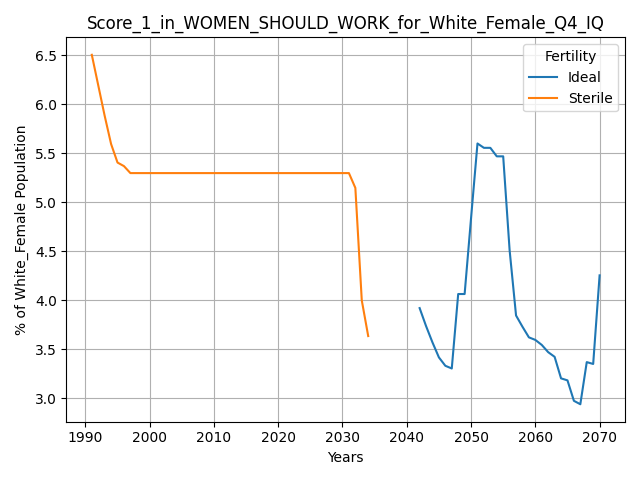 Score_1_in_WOMEN_SHOULD_WORK_for_White_Female_Q4_IQ
Fertility
Ideal
Sterile
% of White_Female Population
6.5
6.0
5.5
5.0
4.5
4.0
3.5
3.0
1990 2000 2010 2020 2030 2040 2050 2060 2070
Years